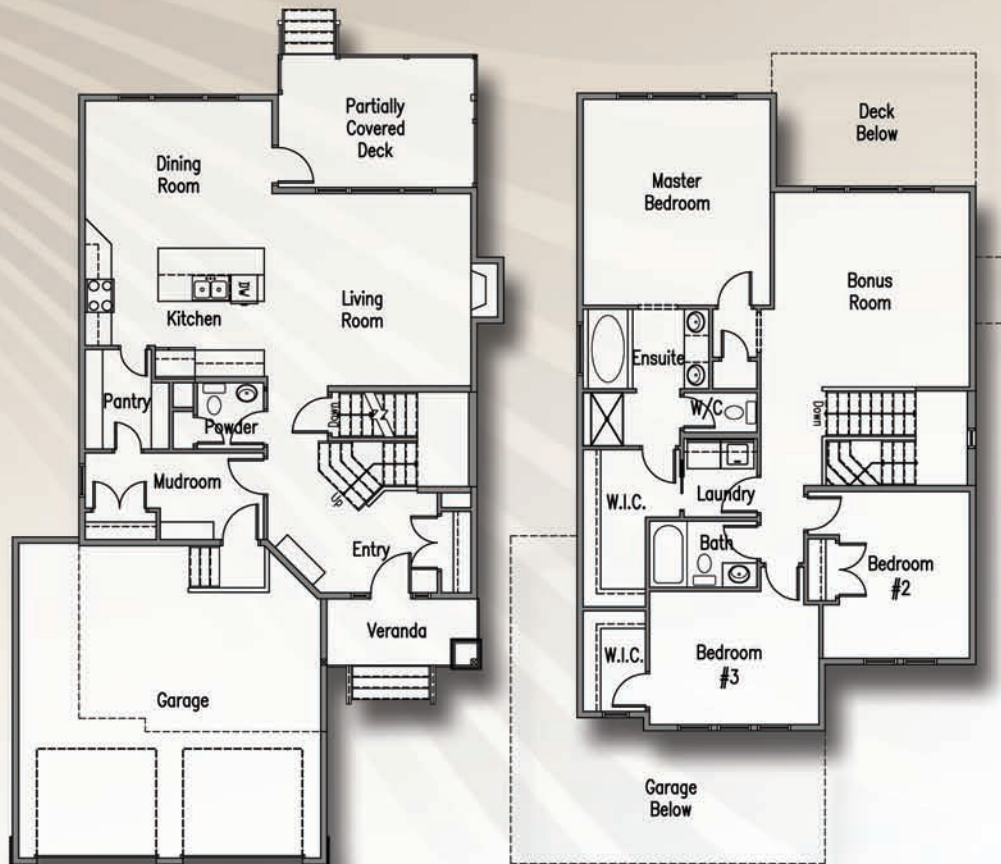 Partially
Covered
Deck
Dining
Room
Living
Room
DW
Kitchen
Pantry
Powder
Down
Mudroom
Up
Entry
Veranda
Garage
Deck
Below
Master
Bedroom
Bonus
Room
Ensuite
W/C
Down
W.I.C.
Laundry
Bath
Bedroom
#2
W.I.C.
Bedroom
#3
Garage
Below